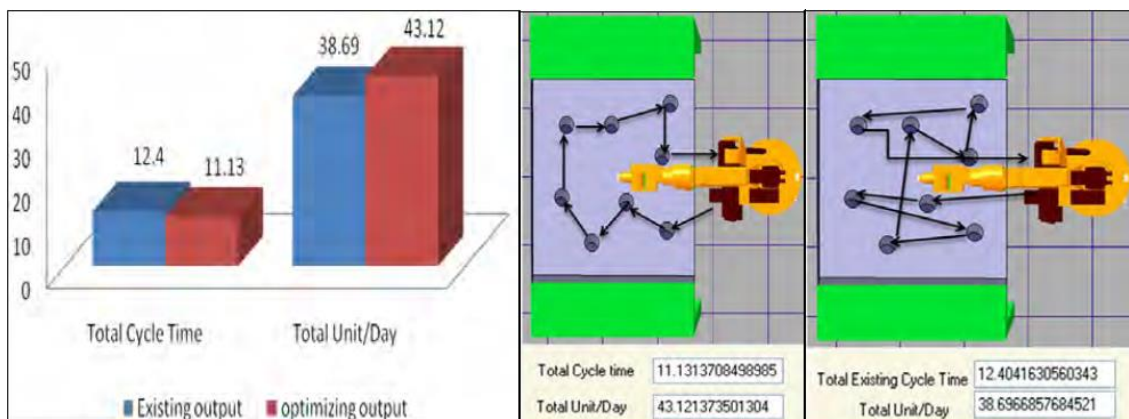 50
40
30
20
10
0
12.4
11.13
38.69
43.12
Total Cycle Time
Total Unit/Day
Existing output
optimizing output
Total Cycle time 11.1313708498985
Total Unit/Day 43.121373501304
Total Existing Cycle Time 12.4041630560343
Total Unit/Day 38.6966857684521